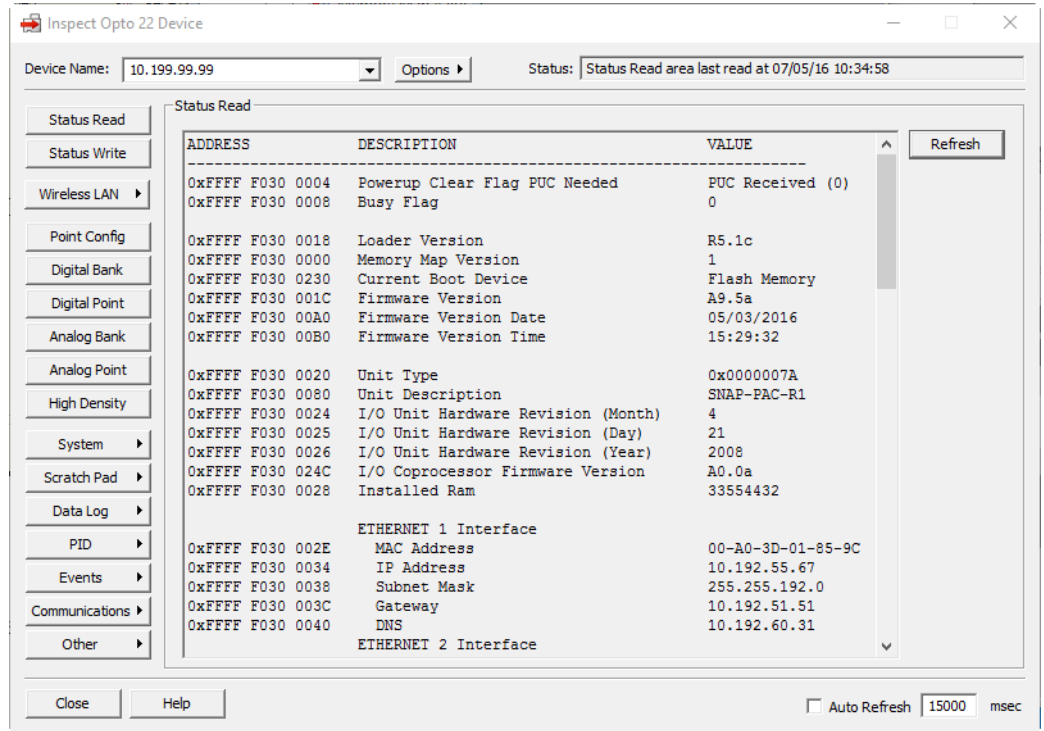 Inspect Opto 22 Device
Device Name: 10.199.99.99 Options Status: Status Read area last read at 07/05/16 10:34:58
Status Read
Status Write
Wireless LAN
Point Config
Digital Bank
Digital Point
Analog Bank
Analog Point
High Density
System
Scratch Pad
Data Log
PID
Events
Communications
Other
Status Read
ADDRESS DESCRIPTION VALUE
--------------------------------------------------------------------
0xFFFF F030 0004 Powerup Clear Flag PUC Needed PUC Received (0)
0xFFFF F030 0008 Busy Flag 0
0xFFFF F030 0018 Loader Version R5.1c
0xFFFF F030 0000 Memory Map Version 1
0xFFFF F030 0230 Current Boot Device Flash Memory
0xFFFF F030 001C Firmware Version A9.5a
0xFFFF F030 00A0 Firmware Version Date 05/03/2016
0xFFFF F030 00B0 Firmware Version Time 15:29:32
0xFFFF F030 0020 Unit Type 0x0000007A
0xFFFF F030 0080 Unit Description SNAP-PAC-R1
0xFFFF F030 0024 I/O Unit Hardware Revision (Month) 4
0xFFFF F030 0025 I/O Unit Hardware Revision (Day) 21
0xFFFF F030 0026 I/O Unit Hardware Revision (Year) 2008
0xFFFF F030 024C I/O Coprocessor Firmware Version A0.0a
0xFFFF F030 0028 Installed Ram 33554432
ETHERNET 1 Interface
0xFFFF F030 002E MAC Address 00-A0-3D-01-85-9C
0xFFFF F030 0034 IP Address 10.192.55.67
0xFFFF F030 0038 Subnet Mask 255.255.192.0
0xFFFF F030 003C Gateway 10.192.51.51
0xFFFF F030 0040 DNS 10.192.60.31
ETHERNET 2 Interface
Refresh
Close Help Auto Refresh 15000 msec